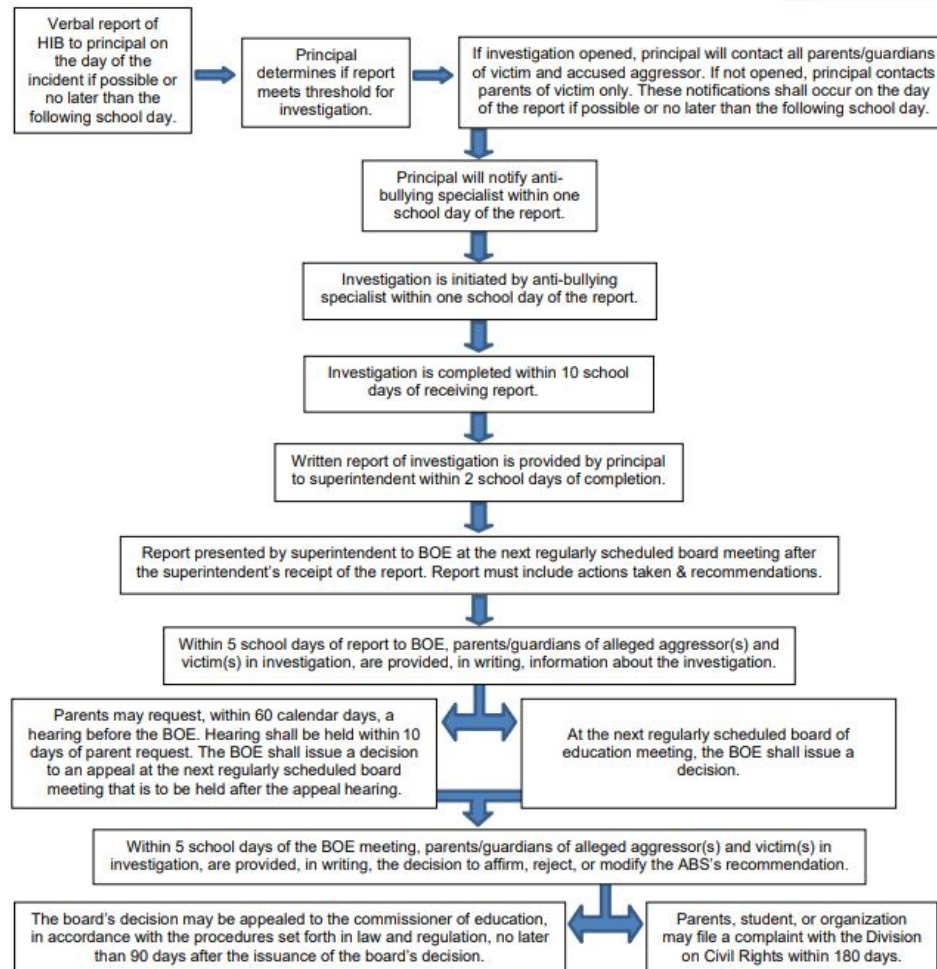 Verbal report of
HIB to principal on
the day of the
incident if possible or
no later than the
following school day.
Principal
determines if report
meets threshold for
investigation.
If investigation opened, principal will contact all parents/guardians
of victim and accused aggressor. If not opened, principal contacts
parents of victim only. These notifications shall occur on the day
of the report if possible or no later than the following school day.
Principal will notify anti-
bullying specialist within one
school day of the report.
Investigation is initiated by anti-bullying
specialist within one school day of the report.
Investigation is completed within 10 school
days of receiving report.
Written report of investigation is provided by principal
to superintendent within 2 school days of completion.
Report presented by superintendent to BOE at the next regularly scheduled board meeting after
the superintendent's receipt of the report. Report must include actions taken & recommendations.
Within 5 school days of report to BOE, parents/guardians of alleged aggressor(s) and
victim(s) in investigation, are provided, in writing, information about the investigation.
Parents may request, within 60 calendar days, a
hearing before the BOE. Hearing shall be held within 10
days of parent request. The BOE shall issue a decision
to an appeal at the next regularly scheduled board
meeting that is to be held after the appeal hearing.
At the next regularly scheduled board of
education meeting, the BOE shall issue a
decision.
Within 5 school days of the BOE meeting, parents/guardians of alleged aggressor(s) and victim(s) in
investigation, are provided, in writing, the decision to affirm, reject, or modify the ABS's recommendation.
The board's decision may be appealed to the commissioner of education,
in accordance with the procedures set forth in law and regulation, no later
than 90 days after the issuance of the board's decision.
Parents, student, or organization
may file a complaint with the Division
on Civil Rights within 180 days.